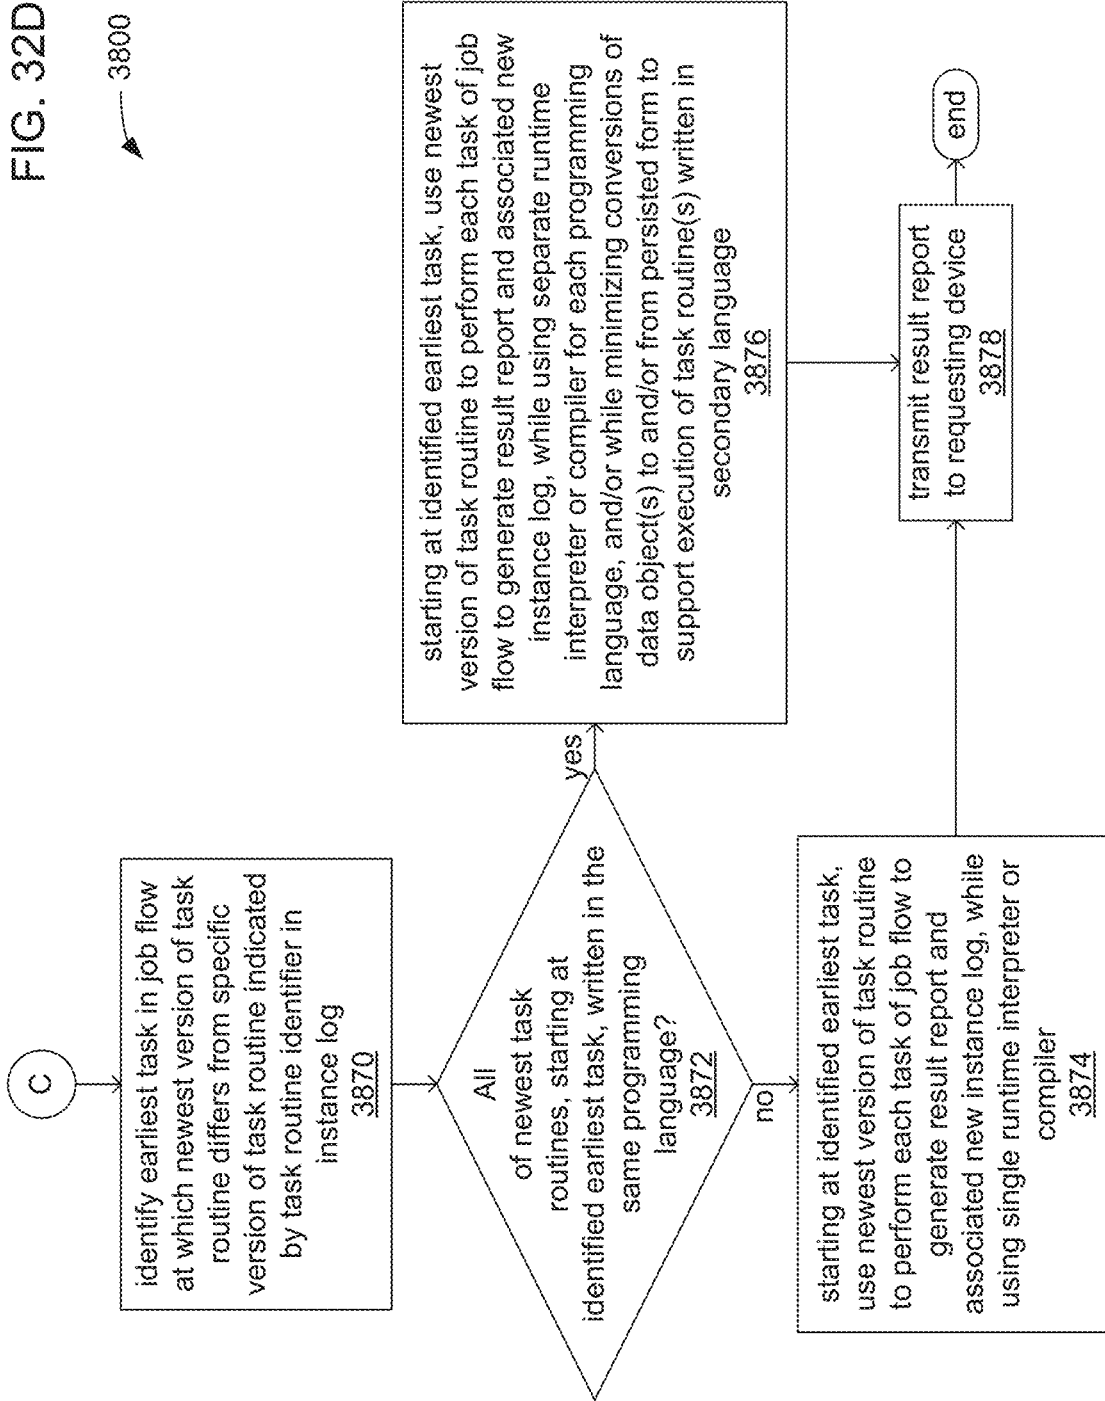 FIG. 32D
3800
C
identify earliest task in job flow
at which newest version of task
routine differs from specific
version of task routine indicated
by task routine identifier in
instance log
3870
All
of newest task
routines, starting at
identified earliest task, written in the
same programming
language?
3872
yes
no
starting at identified earliest task, use newest
version of task routine to perform each task of job
flow to generate result report and associated new
instance log, while using separate runtime
interpreter or compiler for each programming
language, and/or while minimizing conversions of
data object(s) to and/or from persisted form to
support execution of task routine(s) written in
secondary language
3876
starting at identified earliest task,
use newest version of task routine
to perform each task of job flow to
generate result report and
associated new instance log, while
using single runtime interpreter or
compiler
3874
transmit result report
to requesting device
3878
end